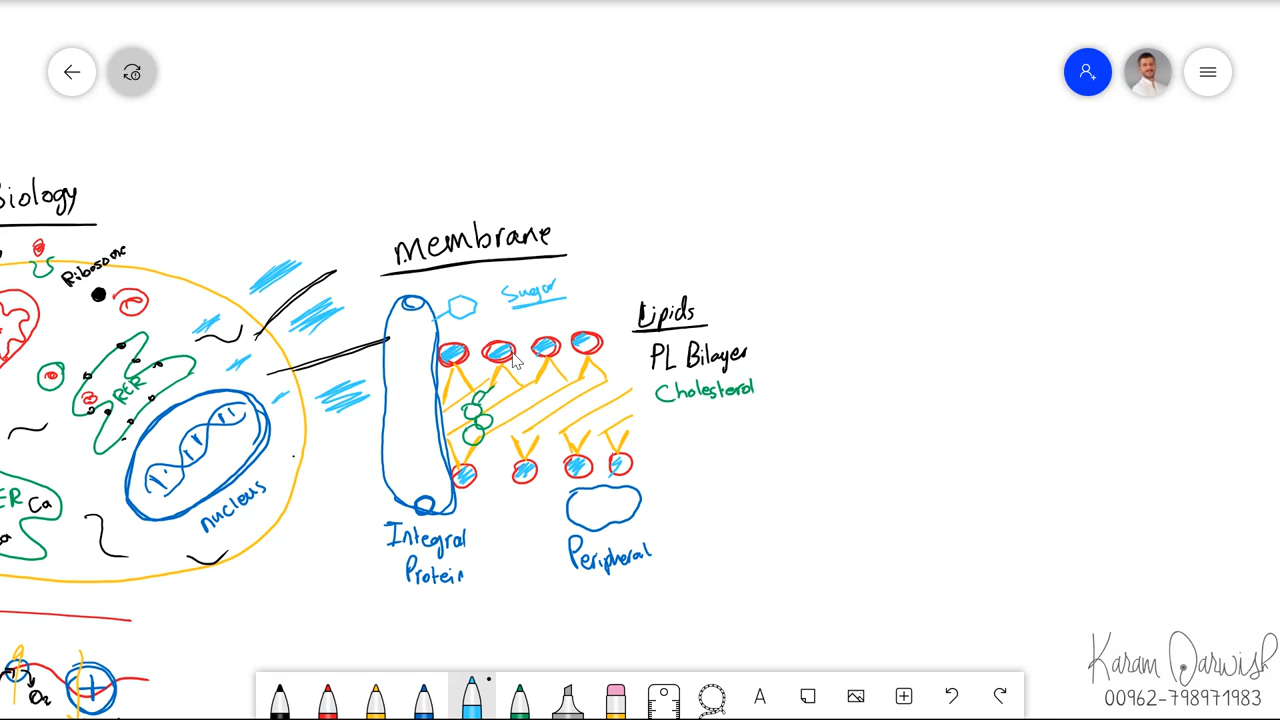 Biology
Ribosome
RER
nucleus
ER
Ca
membrane
Sugar
Lipids
PL Bilayer
Cholesterol
Integral
Protein
Peripheral
O₂
+
A
Karam Darwish
00962-798971983